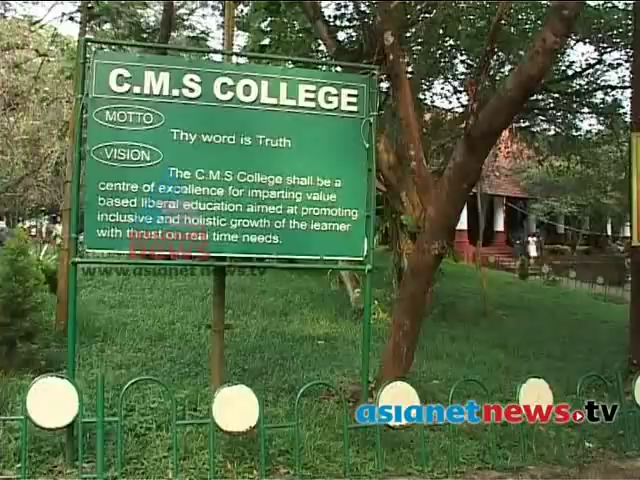 C.M.S COLLEGE
MOTTO
Thy word is Truth
VISION
The C.M.S College shall be a
centre of excellence for imparting value
based liberal education aimed at promoting
inclusive and holistic growth of the learner
with thrust on real time needs.
NEWS
www.asianetnews.tv
asianetnews.tv